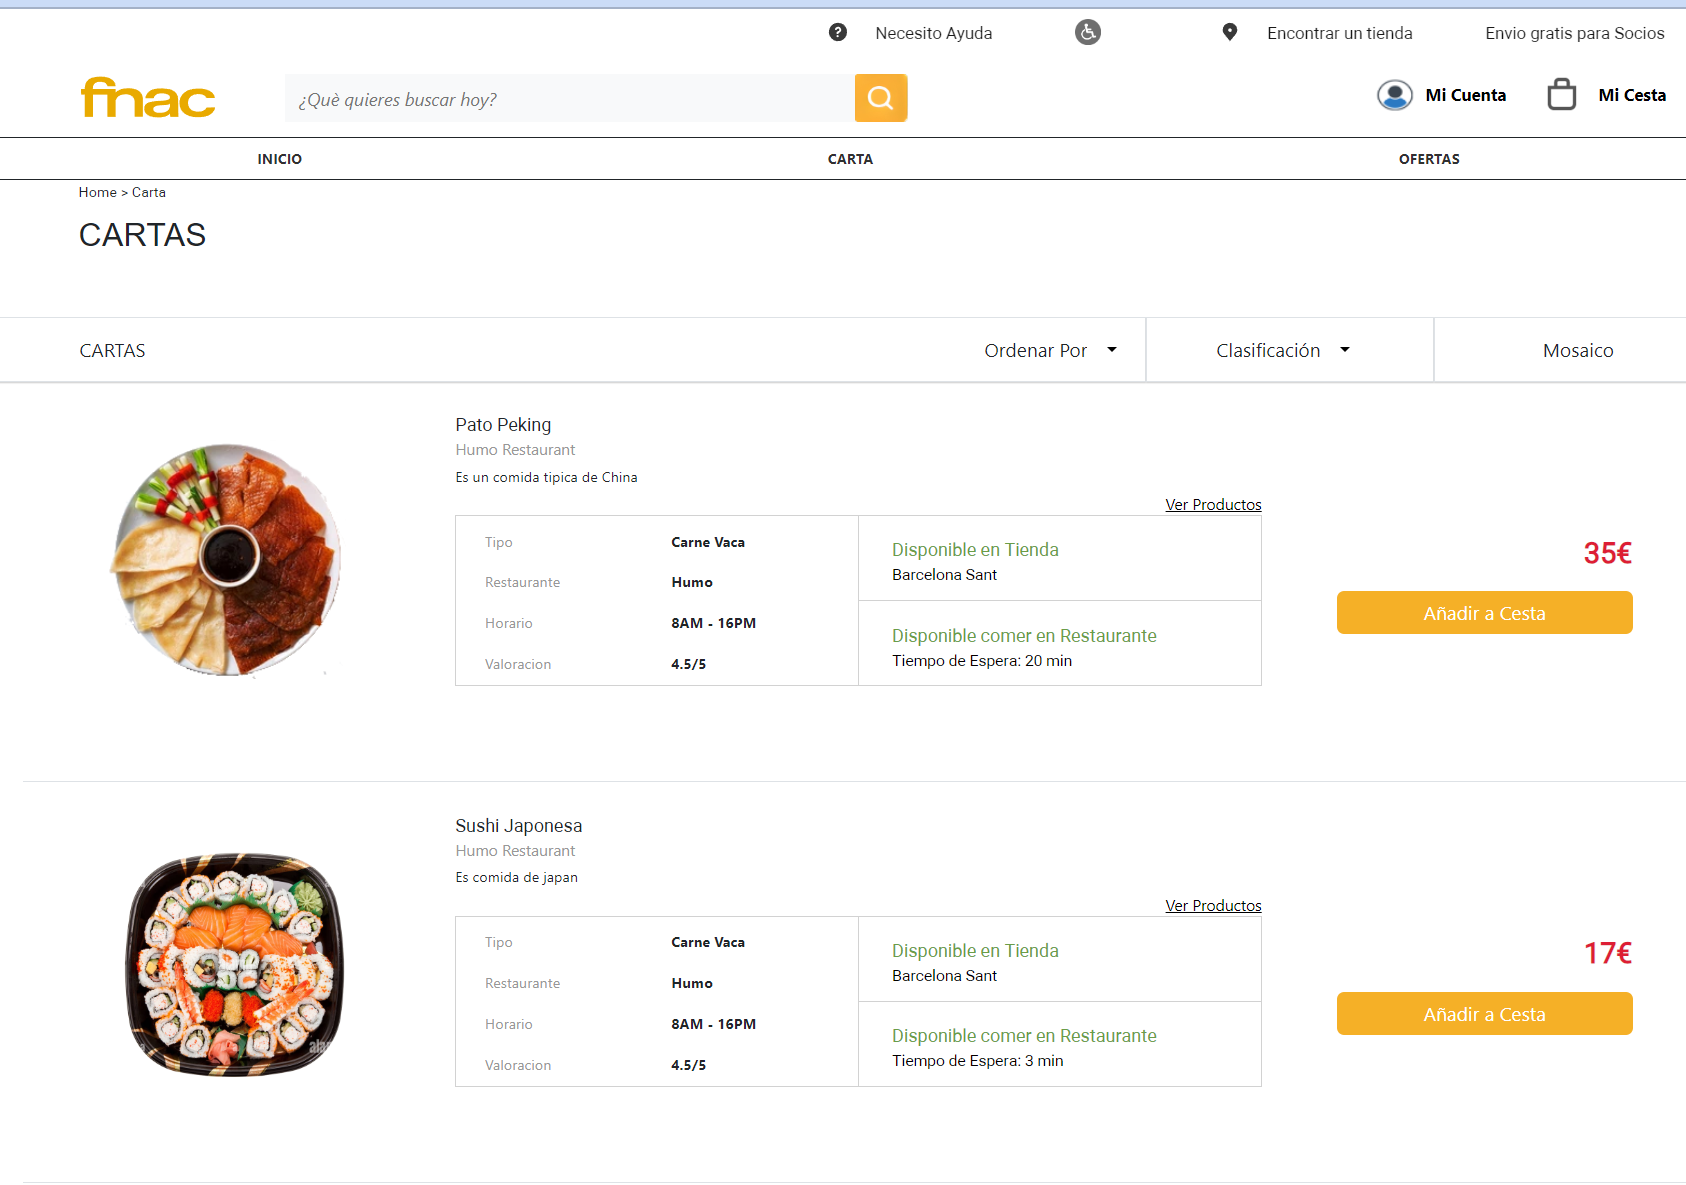 Necesito Ayuda
Encontrar un tienda
Envio gratis para Socios
fnac
¿Què quieres buscar hoy?
Mi Cuenta
Mi Cesta
INICIO
CARTA
OFERTAS
Home > Carta
CARTAS
CARTAS
Ordenar Por
Clasificación
Mosaico
Pato Peking
Humo Restaurant
Es un comida tipica de China
Ver Productos
Tipo Carne Vaca
Restaurante Humo
Horario 8AM - 16PM
Valoracion 4.5/5
Disponible en Tienda
Barcelona Sant
Disponible comer en Restaurante
Tiempo de Espera: 20 min
35€
Añadir a Cesta
Sushi Japonesa
Humo Restaurant
Es comida de japan
Ver Productos
Tipo Carne Vaca
Restaurante Humo
Horario 8AM - 16PM
Valoracion 4.5/5
Disponible en Tienda
Barcelona Sant
Disponible comer en Restaurante
Tiempo de Espera: 3 min
17€
Añadir a Cesta